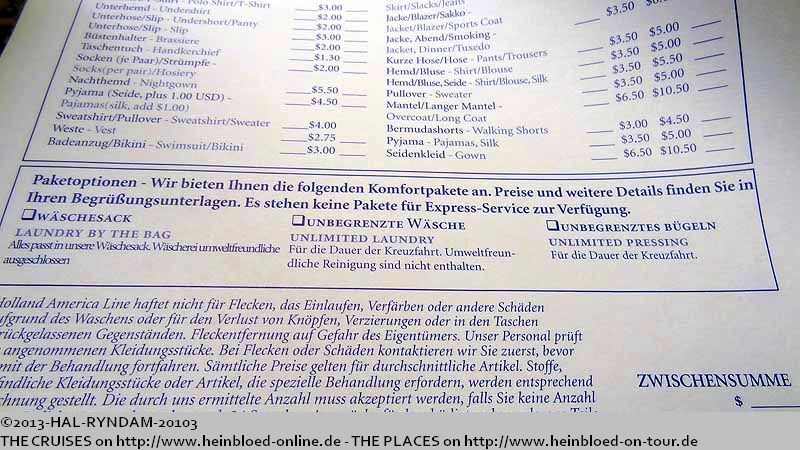 Polo Shirt/T-Shirt
Unterhemd - Undershirt
$3.00
Unterhose/Slip - Undershort/Panty
$2.00
Unterhose/Slip - Slip
$2.00
Büstenhalter - Brassiere
$3.00
Taschentuch - Handkerchief
$2.00
Socken (je Paar)/Strümpfe -
$1.30
Socks(per pair)/Hosiery
$2.00
Nachthemd - Nightgown
Pyjama (Seide, plus 1.00 USD) -
$5.50
Pajamas(silk, add $1.00)
$4.50
Sweatshirt/Pullover - Sweatshirt/Sweater
$4.00
Weste - Vest
$2.75
Badeanzug/Bikini - Swimsuit/Bikini
$3.00
Skirt/Slacks/Jeans
Jacke/Blazer/Sakko -
Jacket/Blazer/Sports Coat
$3.50
Jacke, Abend/Smoking -
Jacket, Dinner/Tuxedo
$3.50 $5.00
Kurze Hose/Hose - Pants/Trousers
$3.50 $5.00
Hemd/Bluse - Shirt/Blouse
$3.50 $5.50
Hemd/Bluse, Seide - Shirt/Blouse, Silk
$3.50 $5.00
Pullover - Sweater
$6.50 $10.50
Mantel/Langer Mantel -
Overcoat/Long Coat
Bermudashorts - Walking Shorts
$3.00 $4.50
Pyjama - Pajamas, Silk
$3.50 $5.00
Seidenkleid - Gown
$6.50 $10.50
Paketoptionen - Wir bieten Ihnen die folgenden Komfortpakete an. Preise und weitere Details finden Sie in
Ihren Begrüßungsunterlagen. Es stehen keine Pakete für Express-Service zur Verfügung.
❑WÄSCHESACK
LAUNDRY BY THE BAG
Alles passt in unsere Wäschesack. Wäscherei umweltfreundliche
ausgeschlossen
❑UNBEGRENZTE WÄSCHE
UNLIMITED LAUNDRY
Für die Dauer der Kreuzfahrt. Umweltfreun-
dliche Reinigung sind nicht enthalten.
❑UNBEGRENZTES BÜGELN
UNLIMITED PRESSING
Für die Dauer der Kreuzfahrt.
Holland America Line haftet nicht für Flecken, das Einlaufen, Verfärben oder andere Schäden
ufgrund des Waschens oder für den Verlust von Knöpfen, Verzierungen oder in den Taschen
rückgelassenen Gegenständen. Fleckentfernung auf Gefahr des Eigentümers. Unser Personal prüft
angenommenen Kleidungsstücke. Bei Flecken oder Schäden kontaktieren wir Sie zuerst, bevor
mit der Behandlung fortfahren. Sämtliche Preise gelten für durchschnittliche Artikel. Stoffe,
findliche Kleidungsstücke oder Artikel, die spezielle Behandlung erfordern, werden entsprechend
chnung gestellt. Die durch uns ermittelte Anzahl muss akzeptiert werden, falls Sie keine Anzahl
ZWISCHENSUMME
$
©2013-HAL-RYNDAM-20103
THE CRUISES on http://www.heinbloed-online.de - THE PLACES on http://www.heinbloed-on-tour.de